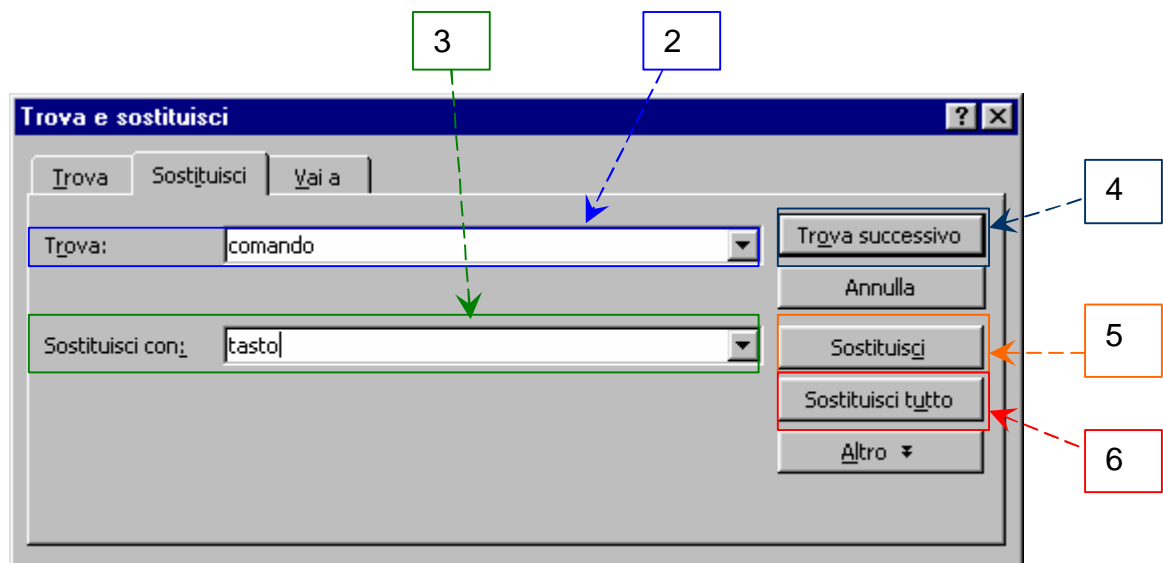 3
2
Trova e sostituisci
Trova
Sostituisci
Vai a
4
Trova:
comando
Trova successivo
Annulla
Sostituisci con:
tasto
Sostituisci
5
Sostituisci tutto
Altro
6